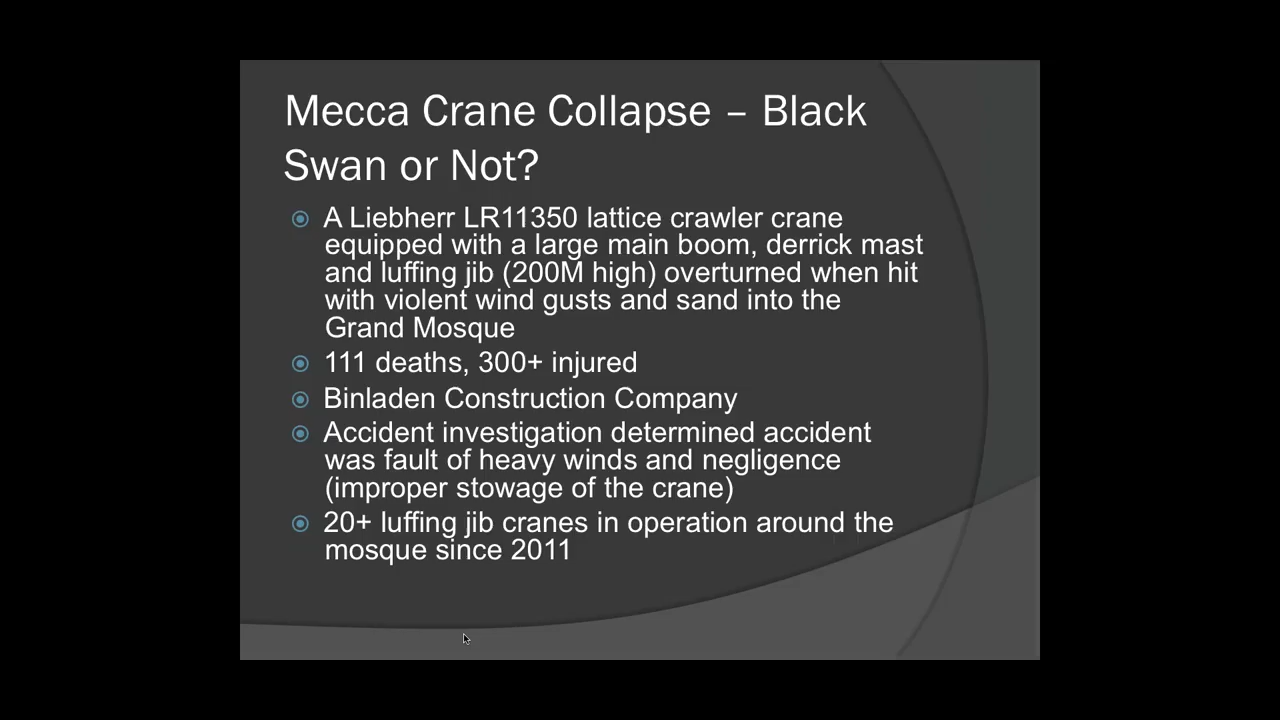 Mecca Crane Collapse – Black
Swan or Not?
A Liebherr LR11350 lattice crawler crane
equipped with a large main boom, derrick mast
and luffing jib (200M high) overturned when hit
with violent wind gusts and sand into the
Grand Mosque
111 deaths, 300+ injured
Binladen Construction Company
Accident investigation determined accident
was fault of heavy winds and negligence
(improper stowage of the crane)
20+ luffing jib cranes in operation around the
mosque since 2011